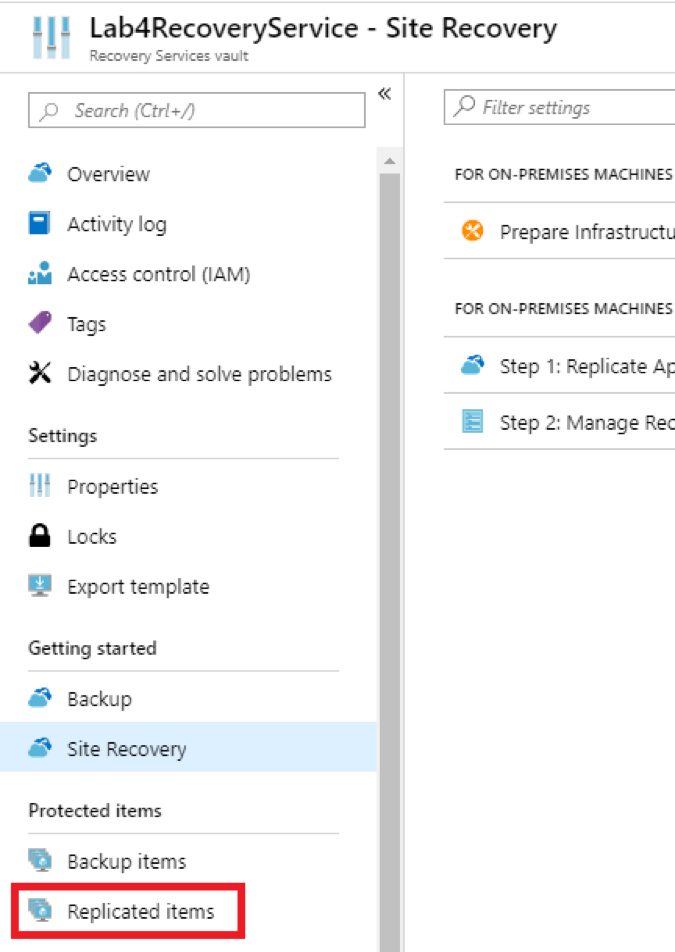 Lab4RecoveryService - Site Recovery
Recovery Services vault
Search (Ctrl+/)
«
Overview
Activity log
Access control (IAM)
Tags
Diagnose and solve problems
Settings
Properties
Locks
Export template
Getting started
Backup
Site Recovery
Protected items
Backup items
Replicated items
Filter settings
FOR ON-PREMISES MACHINES
Prepare Infrastructu
FOR ON-PREMISES MACHINES
Step 1: Replicate Ap
Step 2: Manage Rec